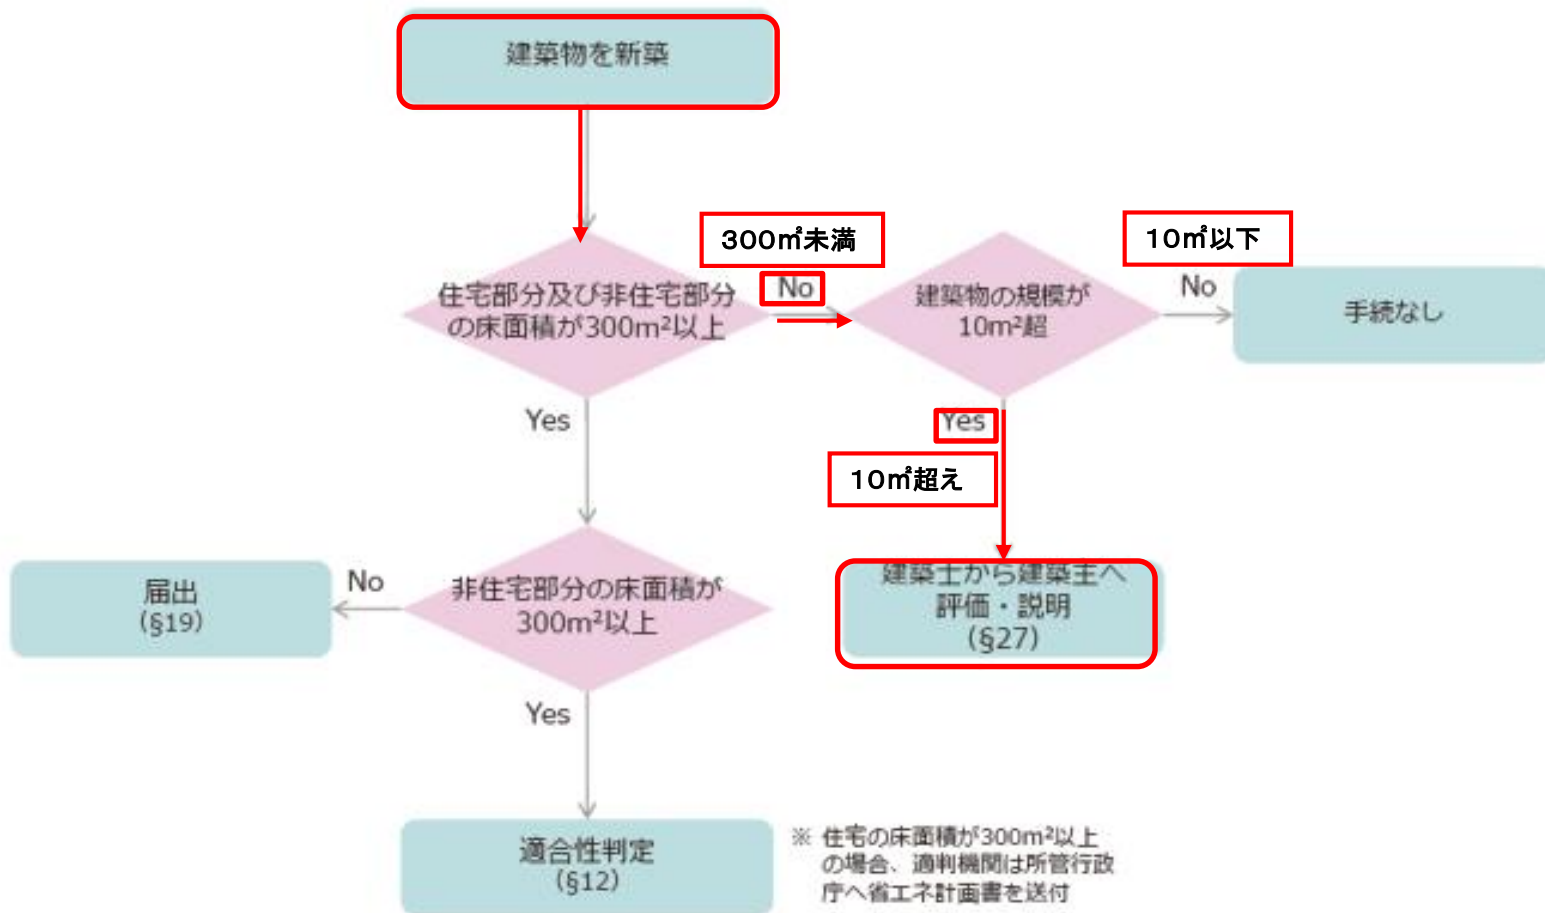 建築物を新築
300㎡未満
10㎡以下
No
No
住宅部分及び非住宅部分
の床面積が300m²以上
建築物の規模が
10m²超
手続なし
Yes
Yes
10㎡超え
届出
(§19)
No
非住宅部分の床面積が
300m²以上
建築士から建築主へ
評価・説明
(§27)
Yes
適合性判定
(§12)
※ 住宅の床面積が300m²以上
の場合、適判機関は所管行政
庁へ省エネ計画書を送付